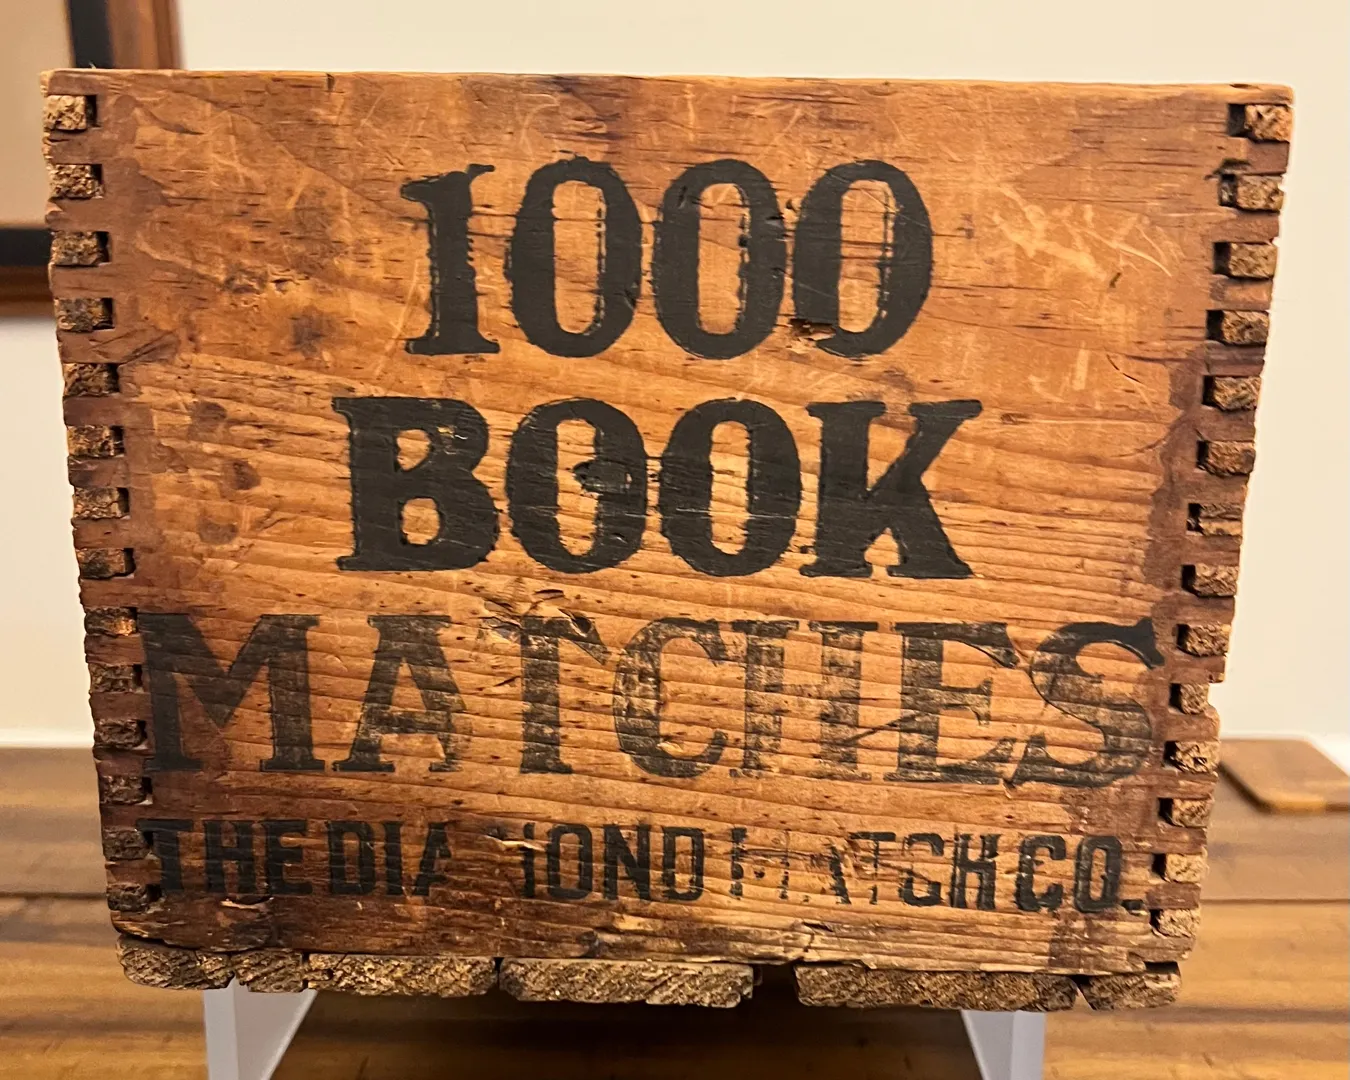 1000
BOOK
MATCHES
THE DIAMOND MATCH CO.